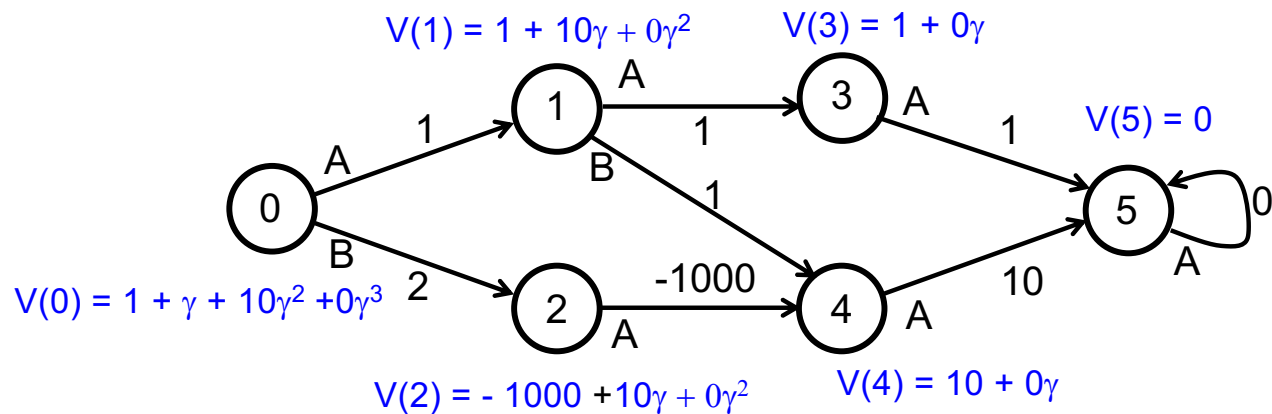 V(1) = 1 + 10γ + 0γ²
V(3) = 1 + 0γ
A
1
3
A
V(5) = 0
1
1
1
A
B
1
0
5
0
B
2
-1000
10
A
V(0) = 1 + γ + 10γ² +0γ³
2
A
4
A
V(2) = - 1000 +10γ + 0γ²
V(4) = 10 + 0γ